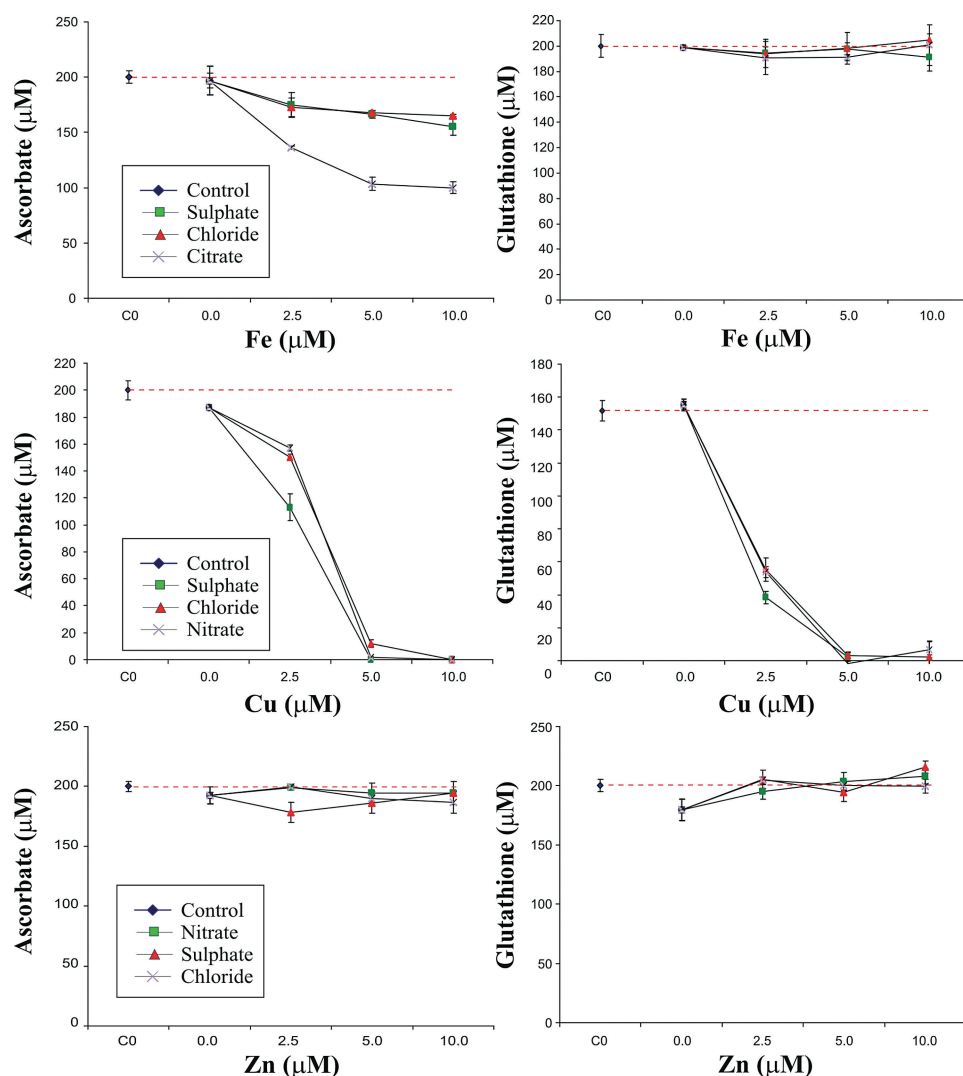 250
200
150
100
50
0
Ascorbate (μM)
Control
Sulphate
Chloride
Citrate
C0 0.0 2.5 5.0 10.0
Fe (μM)
220
200
180
160
140
120
100
80
60
40
20
0
Glutathione (μM)
C0 0.0 2.5 5.0 10.0
Fe (μM)
220
200
180
160
140
120
100
80
60
40
20
0
Ascorbate (μM)
Control
Sulphate
Chloride
Nitrate
C0 0.0 2.5 5.0 10.0
Cu (μM)
160
140
160
120
100
80
60
40
20
0
Glutathione (μM)
C0 0.0 2.5 5.0 10.0
Cu (μM)
250
200
150
100
50
0
Ascorbate (μM)
Control
Nitrate
Sulphate
Chloride
C0 0.0 2.5 5.0 10.0
Zn (μM)
250
200
150
100
50
0
Glutathione (μM)
C0 0.0 2.5 5.0 10.0
Zn (μM)